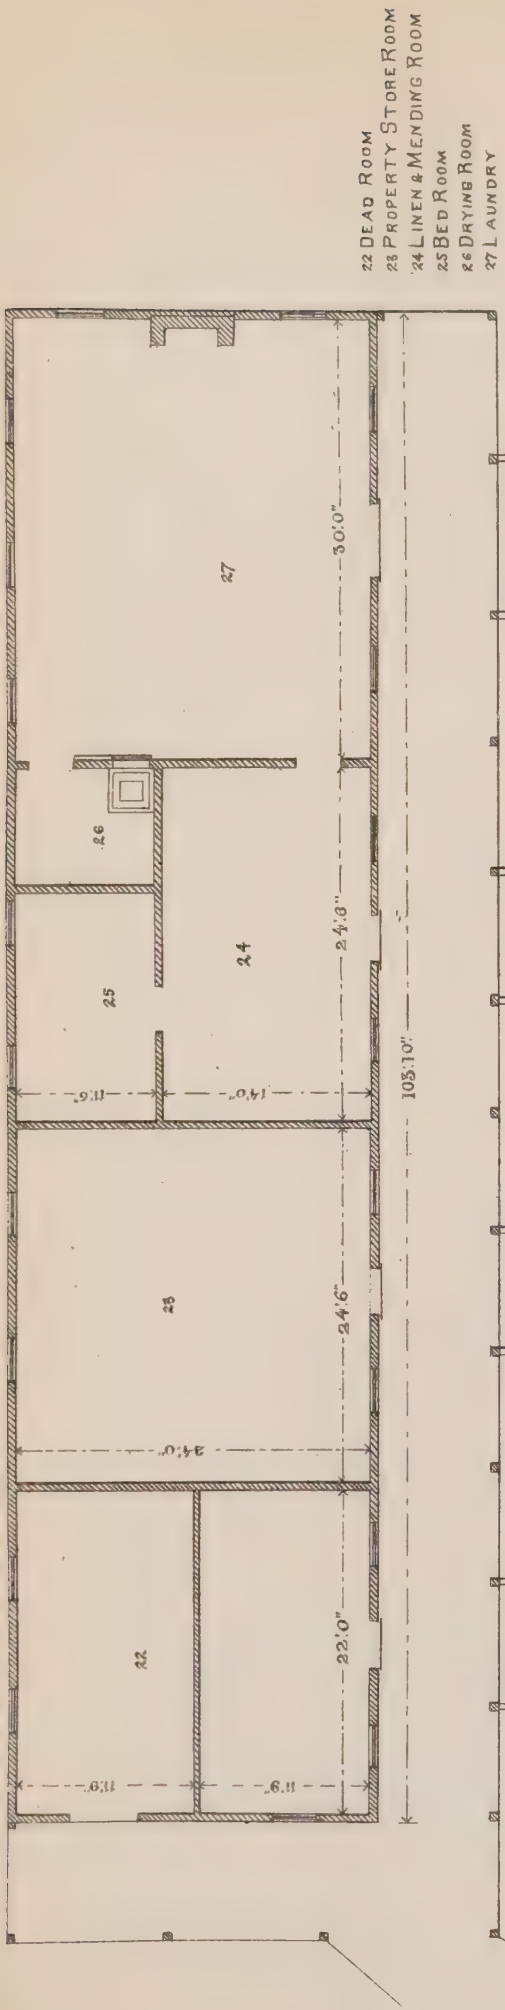 22 DEAD ROOM
23 PROPERTY STORE ROOM
24 LINEN & MENDING ROOM
25 BED ROOM
26 DRYING ROOM
27 LAUNDRY
27
30'.0"
26
25
24
11'.6"
14'.0"
103'.10"
23
24'.6"
24'.0"
22
22'.0"
11'.9"
11'.9"